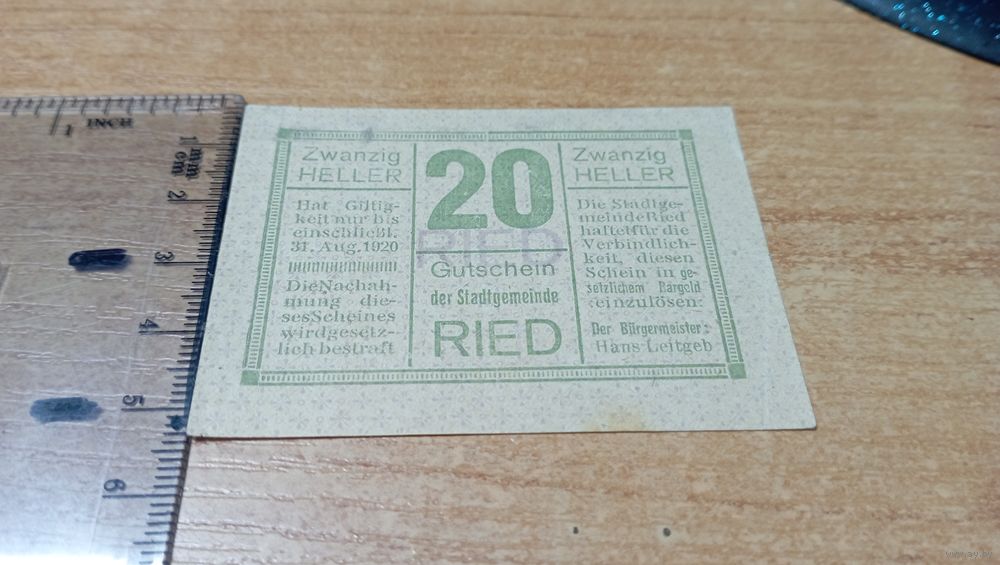 INCH
1
mm
cm
1
2
3
4
5
6
Zwanzig
HELLER
Hat Giltig-
keit nur bis
einschließl.
31. Aug. 1920
Die Nachah-
mung die-
ses Scheines
wird gesetz-
lich bestraft
20
RIED
Gutschein
der Stadtgemeinde
RIED
Zwanzig
HELLER
Die Stadtge-
meinde Ried
haftet für die
Verbindlich-
keit, diesen
Schein in ge-
setzlichem Bargeld
einzulösen:
Der Bürgermeister:
Hans Leitgeb
www.ay.by